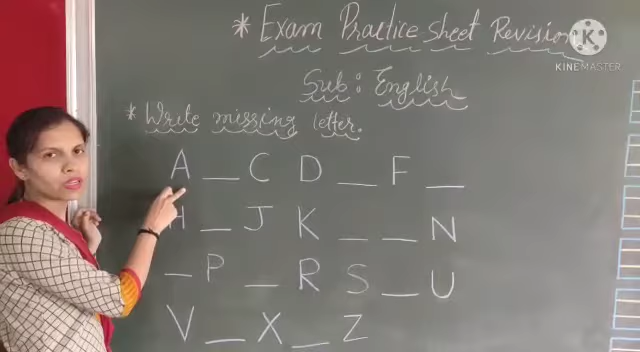 * Exam Practice Sheet Revision
KINEMASTER
Sub : English
* Write missing letter.
A _ C D _ F _
H _ J K _ _ N
_ P _ R S _ U
V _ X _ Z